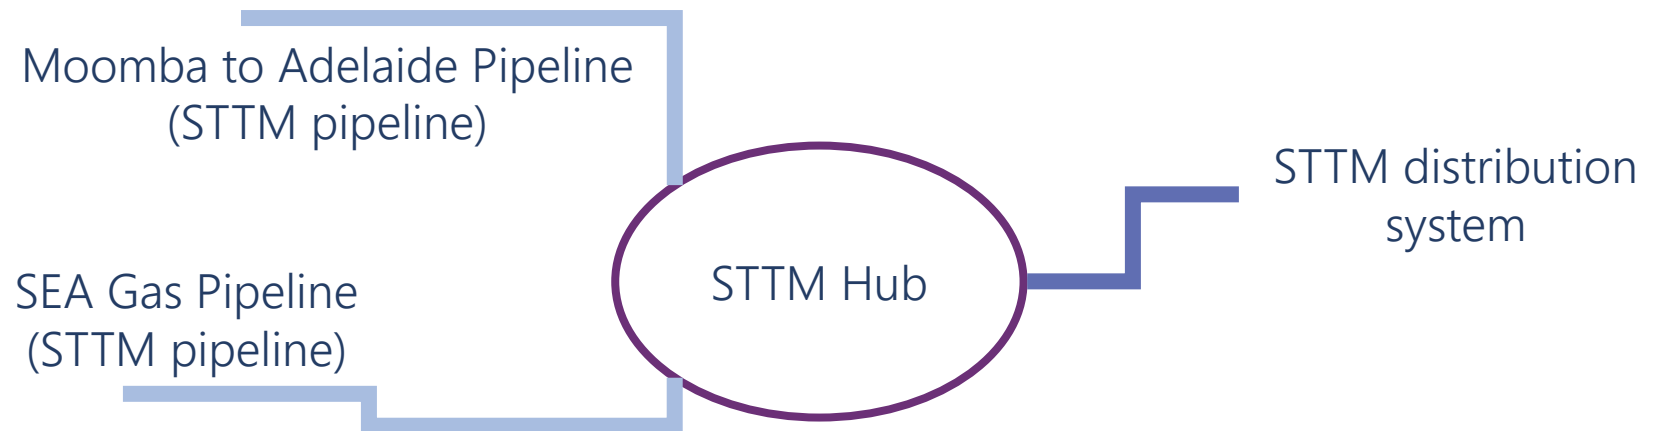 Moomba to Adelaide Pipeline
(STTM pipeline)
STTM distribution
system
SEA Gas Pipeline
(STTM pipeline)
STTM Hub